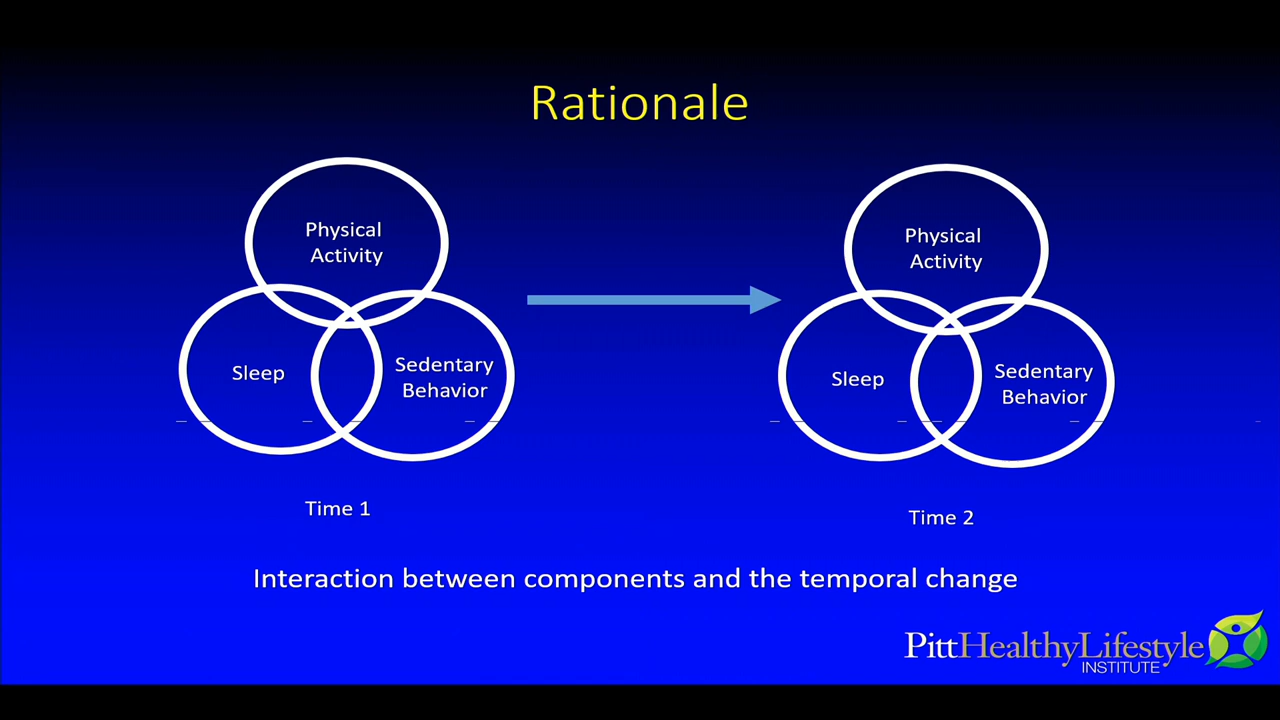 Rationale
Physical
Activity
Sleep
Sedentary
Behavior
Time 1
Physical
Activity
Sleep
Sedentary
Behavior
Time 2
Interaction between components and the temporal change
PittHealthyLifestyle
INSTITUTE